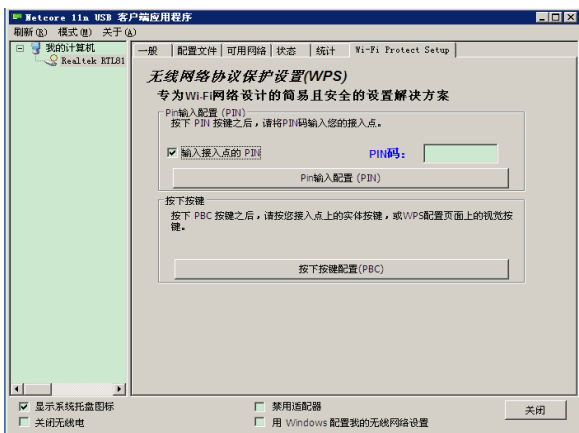 Netcore 11n USB 客户端应用程序
刷新(R) 模式(M) 关于(A)
我的计算机
Realtek RTL81
一般 配置文件 可用网络 状态 统计 Wi-Fi Protect Setup
无线网络协议保护设置(WPS)
专为Wi-Fi网络设计的简易且安全的设置解决方案
Pin输入配置 (PIN)
按下 PIN 按键之后，请将PIN码输入您的接入点。
输入接入点的 PIN
PIN码：
Pin输入配置 (PIN)
按下按键
按下 PBC 按键之后，请按您接入点上的实体按键，或WPS配置页面上的视觉按
键。
按下按键配置(PBC)
显示系统托盘图标
禁用适配器
关闭
关闭无线电
用 Windows 配置我的无线网络设置